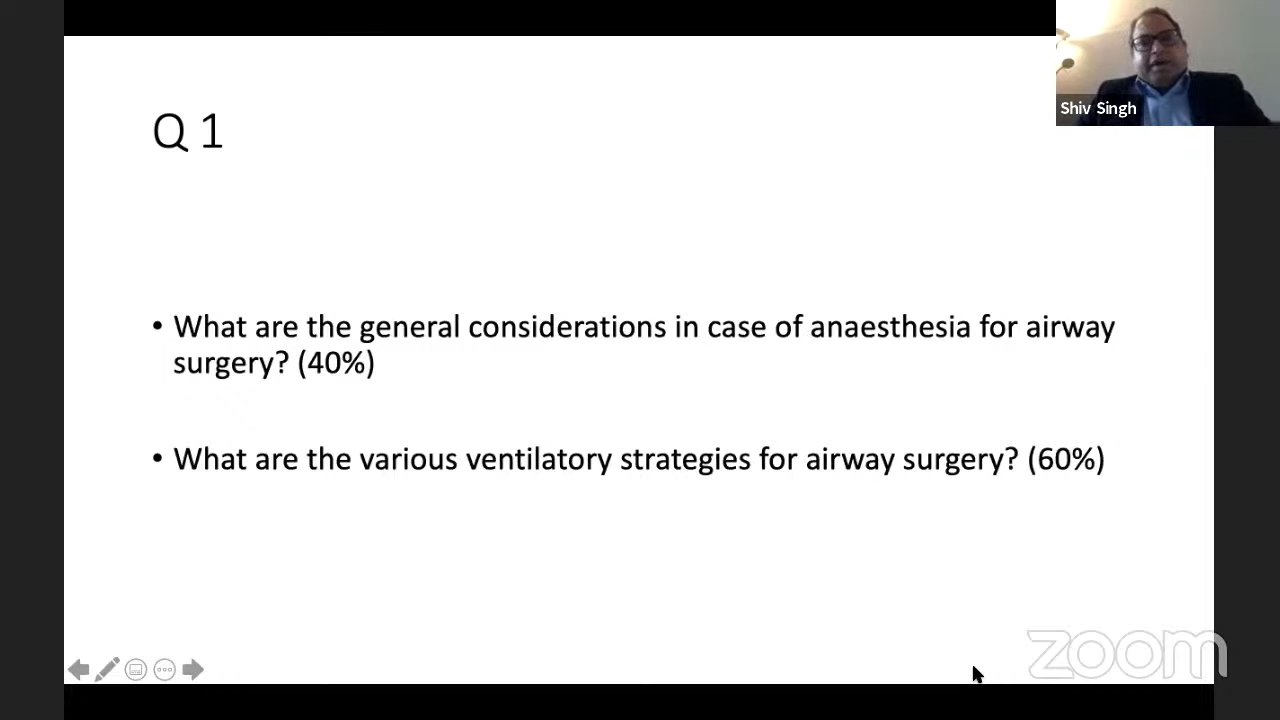 Shiv Singh
Q 1
• What are the general considerations in case of anaesthesia for airway
surgery? (40%)
• What are the various ventilatory strategies for airway surgery? (60%)
zoom